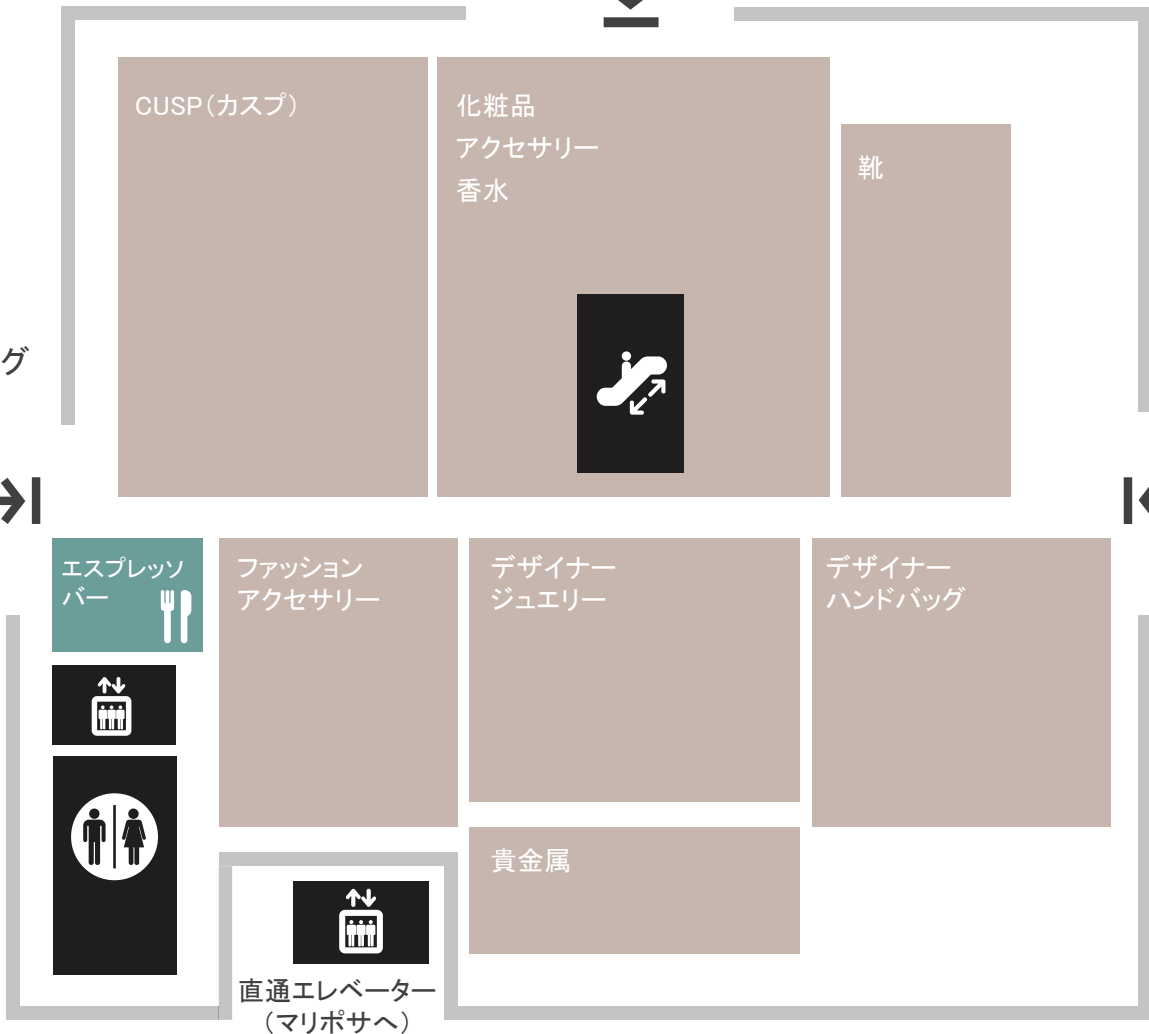 CUSP（カスプ）
化粧品
アクセサリー
香水
靴
グ
エスプレッソ
バー
ファッション
アクセサリー
デザイナー
ジュエリー
デザイナー
ハンドバッグ
貴金属
直通エレベーター
（マリポサへ）